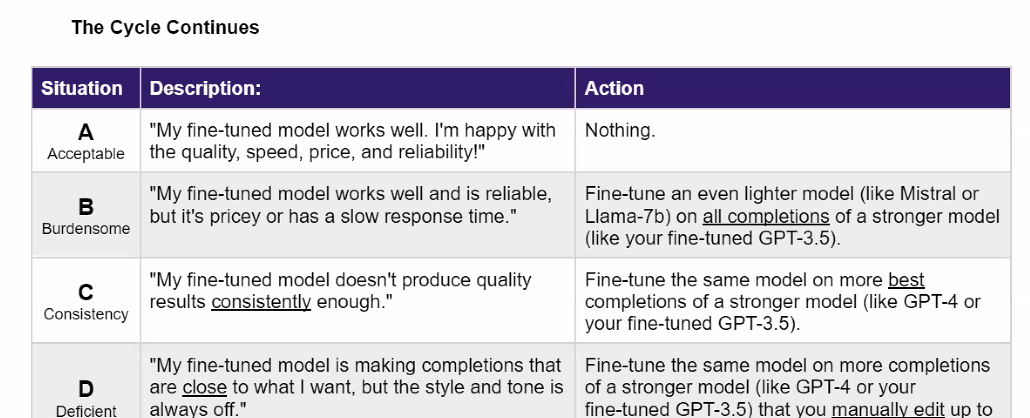 The Cycle Continues
Situation Description: Action
A
Acceptable
"My fine-tuned model works well. I'm happy with
the quality, speed, price, and reliability!"
Nothing.
B
Burdensome
"My fine-tuned model works well and is reliable,
but it's pricey or has a slow response time."
Fine-tune an even lighter model (like Mistral or
Llama-7b) on all completions of a stronger model
(like your fine-tuned GPT-3.5).
C
Consistency
"My fine-tuned model doesn't produce quality
results consistently enough."
Fine-tune the same model on more best
completions of a stronger model (like GPT-4 or
your fine-tuned GPT-3.5).
D
Deficient
"My fine-tuned model is making completions that
are close to what I want, but the style and tone is
always off."
Fine-tune the same model on more completions
of a stronger model (like GPT-4 or your
fine-tuned GPT-3.5) that you manually edit up to